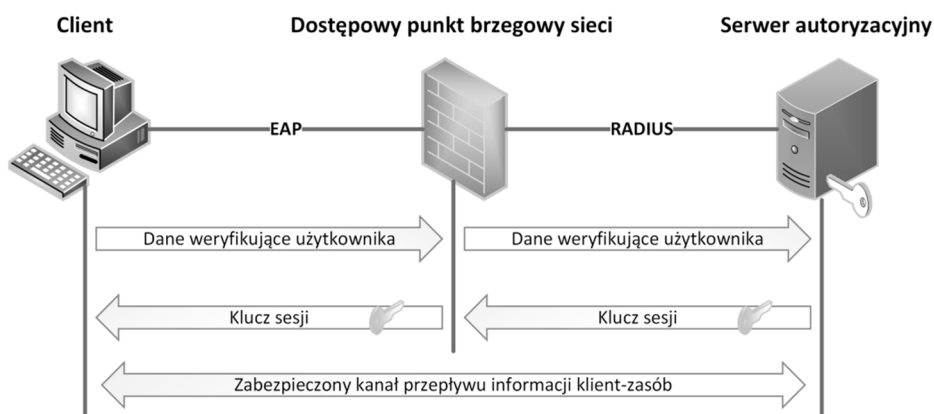 Client
Dostępowy punkt brzegowy sieci
Serwer autoryzacyjny
EAP
RADIUS
Dane weryfikujące użytkownika
Dane weryfikujące użytkownika
Klucz sesji
Klucz sesji
Zabezpieczony kanał przepływu informacji klient-zasób